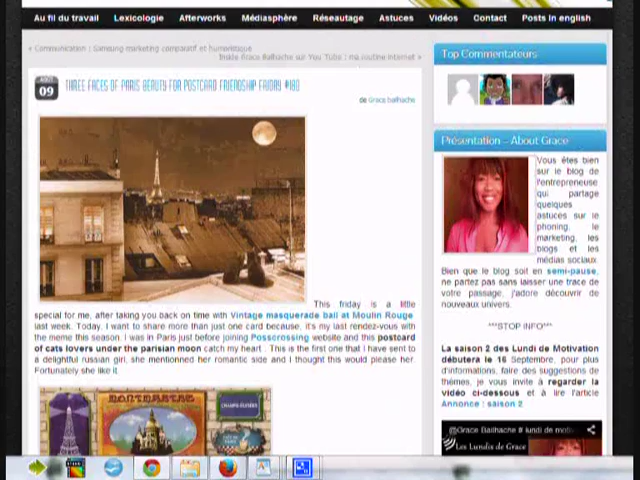 Au fil du travail Lexicologie Afterworks Médiasphère Réseautage Astuces Vidéos Contact Posts in english
« Communication : Samsung marketing comparatif et humoristique
Inside Grace Bailhache sur You Tube : ma routine internet »
AOÛT
09
THREE FACES OF PARIS BEAUTY FOR POSTCARD FRIENDSHIP FRIDAY #180
de Grace bailhache
This friday is a little
special for me, after taking you back on time with Vintage masquerade ball at Moulin Rouge
last week. Today, I want to share more than just one card because, it's my last rendez-vous with
the meme this season. I was in Paris just before joining Postcrossing website and this postcard
of cats lovers under the parisian moon catch my heart . This is the first one that I have sent to
a delightful russian girl, she mentionned her romantic side and I thought this would please her.
Fortunately she like it.
MONTMARTRE
CHAMPS-ELYSEES
Top Commentateurs
Présentation – About Grace
Vous êtes bien
sur le blog de
l'entrepreneuse
qui partage
quelques
astuces sur le
phoning, le
marketing, les
blogs et les
médias sociaux.
Bien que le blog soit en semi-pause,
ne partez pas sans laisser une trace de
votre passage, j'adore découvrir de
nouveaux univers.
***STOP INFO***
La saison 2 des Lundi de Motivation
débutera le 16 Septembre, pour plus
d'informations, faire des suggestions de
thèmes, je vous invite à regarder la
vidéo ci-dessous et à lire l'article
Annonce : saison 2
@Grace Bailhache # lundi de motiv
Les Lundis de Grace